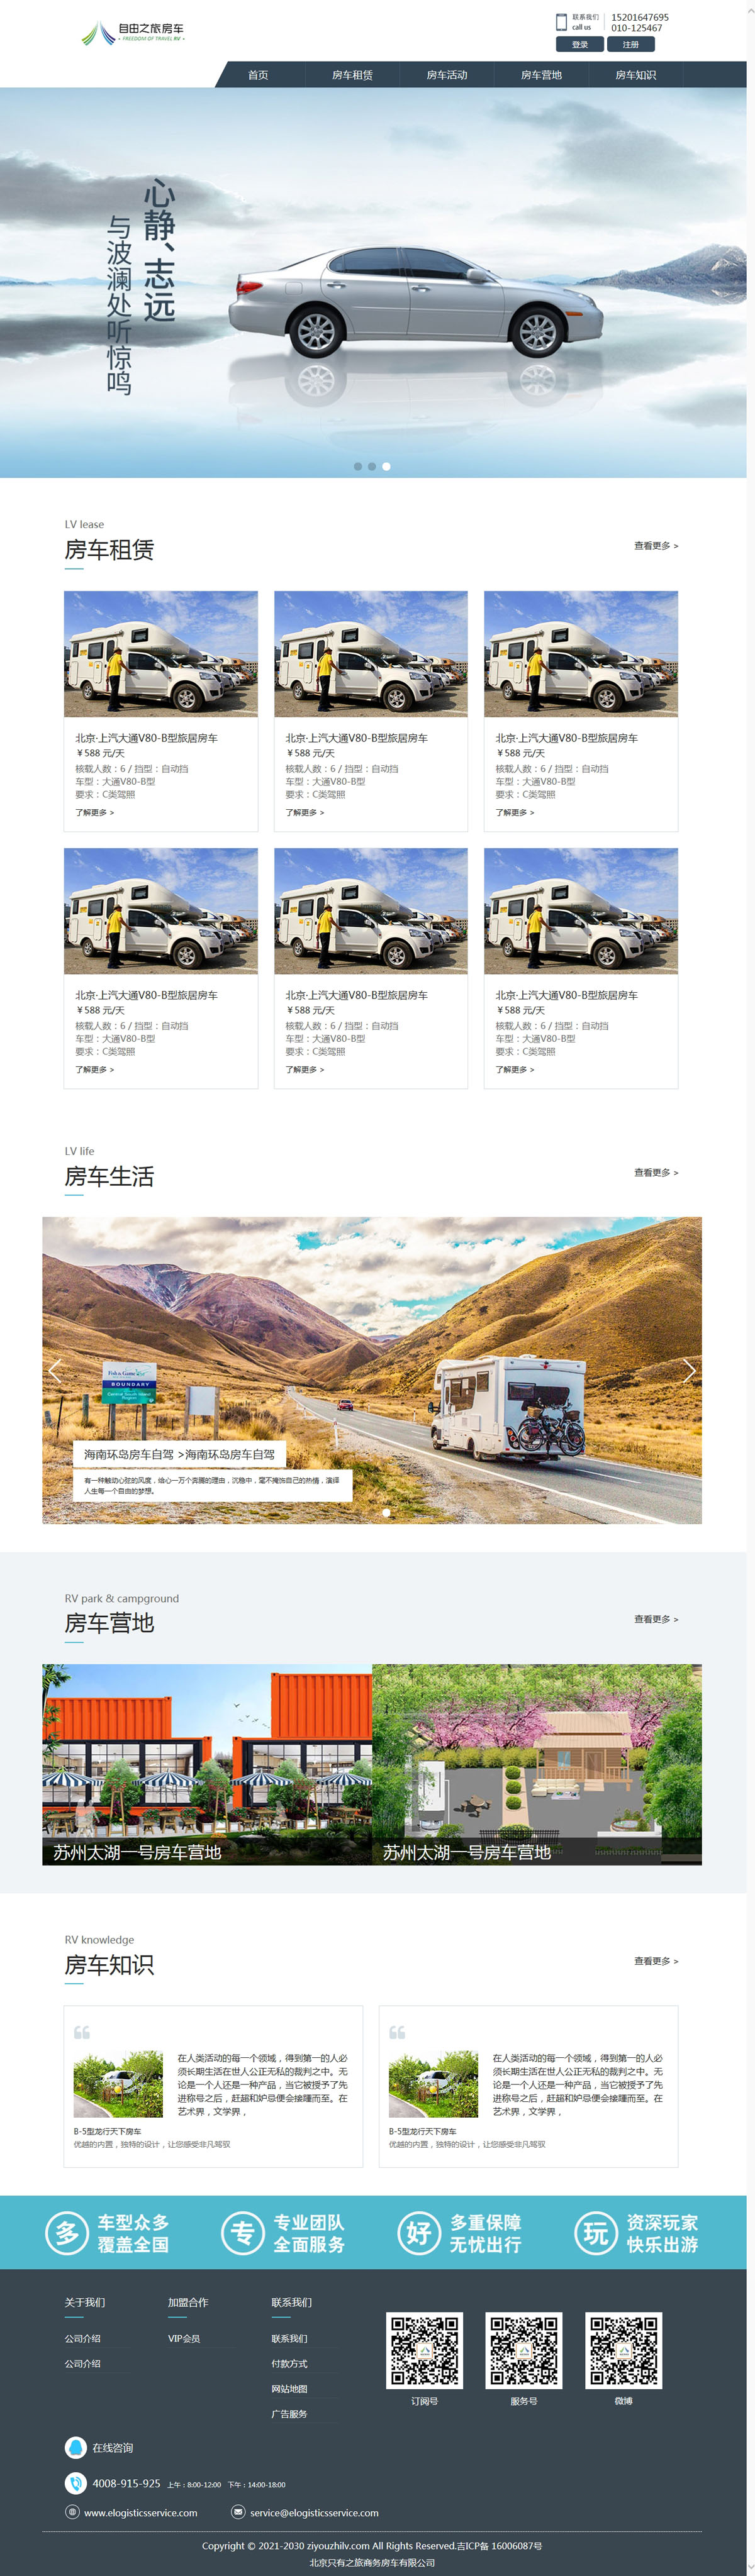 自由之旅房车
FREEDOM OF TRAVEL RV
联系我们
call us
15201647695
010-125467
登录
注册
首页
房车租赁
房车活动
房车营地
房车知识
心静、志远
与波澜处听惊鸣
LV lease
房车租赁
查看更多 >
北京·上汽大通V80-B型旅居房车
￥588 元/天
核载人数：6 / 挡型：自动挡
车型：大通V80-B型
要求：C类驾照
了解更多 >
北京·上汽大通V80-B型旅居房车
￥588 元/天
核载人数：6 / 挡型：自动挡
车型：大通V80-B型
要求：C类驾照
了解更多 >
北京·上汽大通V80-B型旅居房车
￥588 元/天
核载人数：6 / 挡型：自动挡
车型：大通V80-B型
要求：C类驾照
了解更多 >
北京·上汽大通V80-B型旅居房车
￥588 元/天
核载人数：6 / 挡型：自动挡
车型：大通V80-B型
要求：C类驾照
了解更多 >
北京·上汽大通V80-B型旅居房车
￥588 元/天
核载人数：6 / 挡型：自动挡
车型：大通V80-B型
要求：C类驾照
了解更多 >
北京·上汽大通V80-B型旅居房车
￥588 元/天
核载人数：6 / 挡型：自动挡
车型：大通V80-B型
要求：C类驾照
了解更多 >
LV life
房车生活
查看更多 >
Fish & Game
BOUNDARY
Central South Island
Region
海南环岛房车自驾 >海南环岛房车自驾
有一种触动心弦的风度，给心一万个奔腾的理由，沉稳中，毫不掩饰自己的热情，演绎
人生每一个自由的梦想。
RV park & campground
房车营地
查看更多 >
苏州太湖一号房车营地
苏州太湖一号房车营地
RV knowledge
房车知识
查看更多 >
在人类活动的每一个领域，得到第一的人必
须长期生活在世人公正无私的裁判之中。无
论是一个人还是一种产品，当它被授予了先
进称号之后，赶超和妒忌便会接踵而至。在
艺术界，文学界，
B-5型龙行天下房车
优越的内置，独特的设计，让您感受非凡驾驭
在人类活动的每一个领域，得到第一的人必
须长期生活在世人公正无私的裁判之中。无
论是一个人还是一种产品，当它被授予了先
进称号之后，赶超和妒忌便会接踵而至。在
艺术界，文学界，
B-5型龙行天下房车
优越的内置，独特的设计，让您感受非凡驾驭
多
车型众多
覆盖全国
专
专业团队
全面服务
好
多重保障
无忧出行
玩
资深玩家
快乐出游
关于我们
公司介绍
公司介绍
加盟合作
VIP会员
联系我们
联系我们
付款方式
网站地图
广告服务
订阅号
服务号
微博
在线咨询
4008-915-925 上午：8:00-12:00 下午：14:00-18:00
www.elogisticsservice.com
service@elogisticsservice.com
Copyright © 2021-2030 ziyouzhilv.com All Rights Reserved.吉ICP备 16006087号
北京只有之旅商务房车有限公司